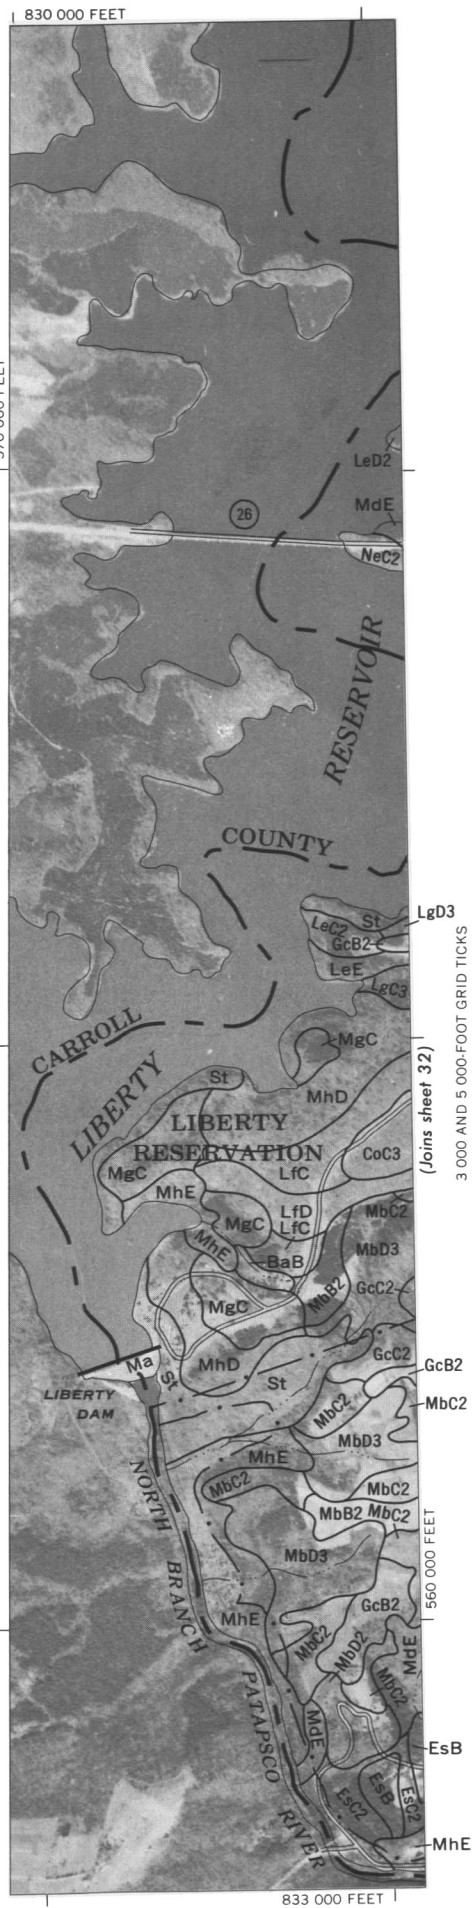 830 000 FEET
LeD2
MdE
26
NeC2
RESERVOIR
COUNTY
LgD3
LeC2
St
GcB2
LeE
LgC3
CARROLL
MgC
St
MhD
LIBERTY
LIBERTY
RESERVATION
CoC3
MgC
LfC
MhE
LfD
MbC2
MgC
LfC
MhE
MbD3
BaB
MgC
MbB2
GcC2
Ma
MhD
GcC2
GcB2
St
St
LIBERTY
DAM
MbC2
MbC2
MbD3
MhE
NORTH
MbC2
MbC2
MbB2
MbC2
MbD3
BRANCH
GcB2
MhE
MbC2
MbD2
MdE
MbC2
PATAPSCO
MdE
EsB
EsC2
EsB
EsC2
RIVER
MhE
833 000 FEET
(Joins sheet 32)
3 000 AND 5 000-FOOT GRID TICKS
560 000 FEET